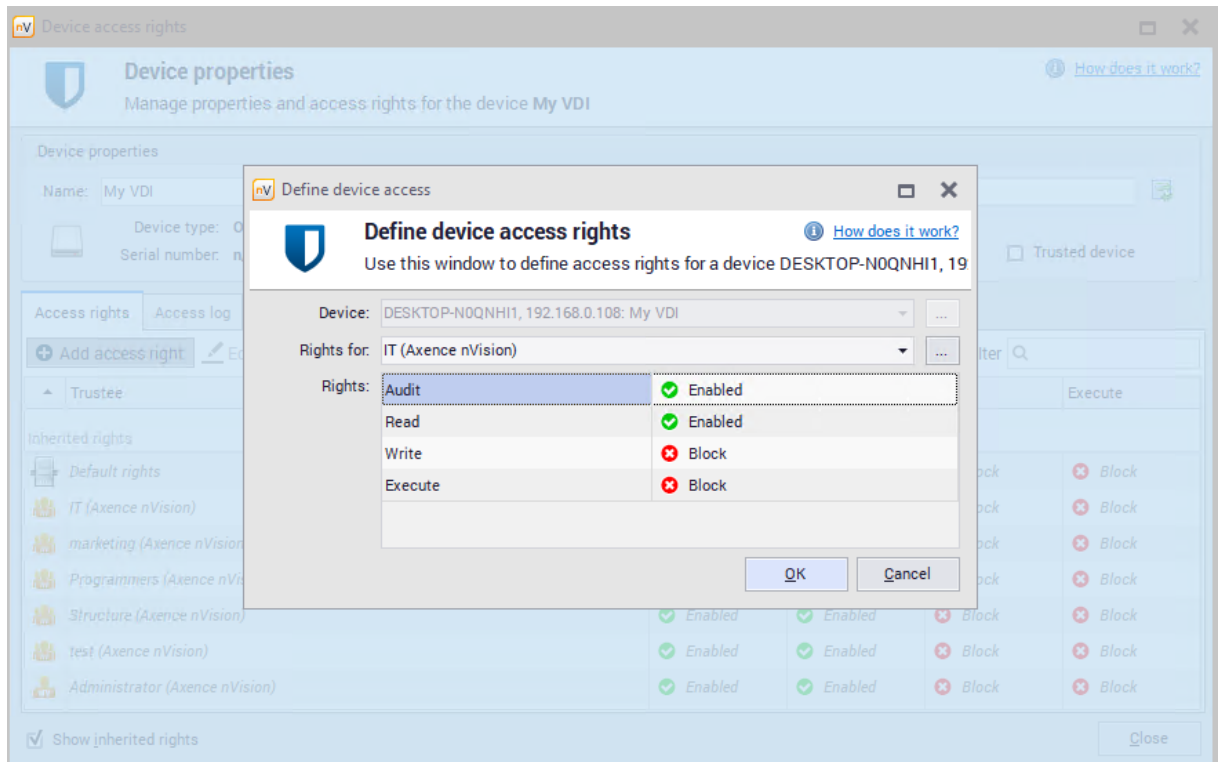 nV Device access rights
Device properties
How does it work?
Manage properties and access rights for the device My VDI
Device properties
Name: My VDI
Device type:
Serial number:
Trusted device
Access rights Access log
Add access right
Trustee Execute
Inherited rights
Default rights Block
IT (Axence nVision) Block
marketing (Axence nVision Block
Programmers (Axence Block
Structure (Axence nVision) Enabled Enabled Block Block
test (Axence nVision) Enabled Enabled Block Block
Administrator (Axence nVision) Enabled Enabled Block Block
Show inherited rights Close
nV Define device access
Define device access rights
How does it work?
Use this window to define access rights for a device DESKTOP-N0QNHI1, 19
Device: DESKTOP-N0QNHI1, 192.168.0.108: My VDI ...
Rights for: IT (Axence nVision) ...
Rights: Audit Enabled
Read Enabled
Write Block
Execute Block
OK Cancel